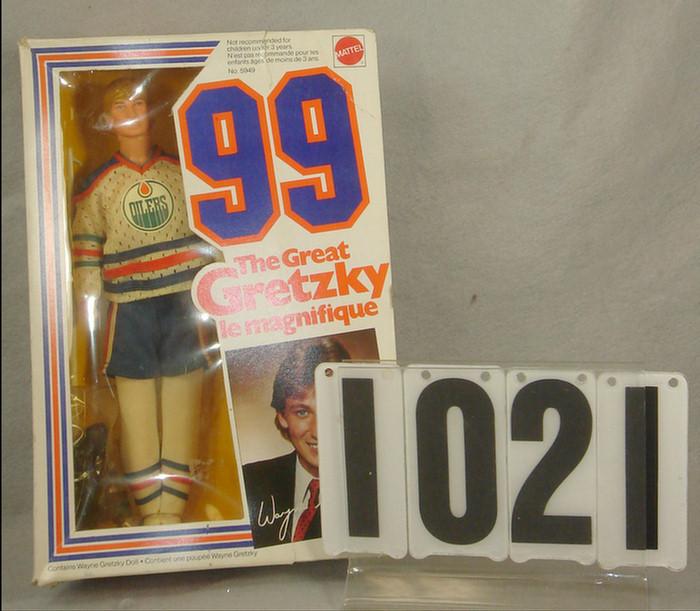 Not recommended for
children under 3 years.
N'est pas recommandé pour les
enfants âgés de moins de 3 ans.
No. 5949
MATTEL
99
OILERS
The Great
Gretzky
le magnifique
Way
1021
Contains Wayne Gretzky Doll • Contient une poupée Wayne Gretzky